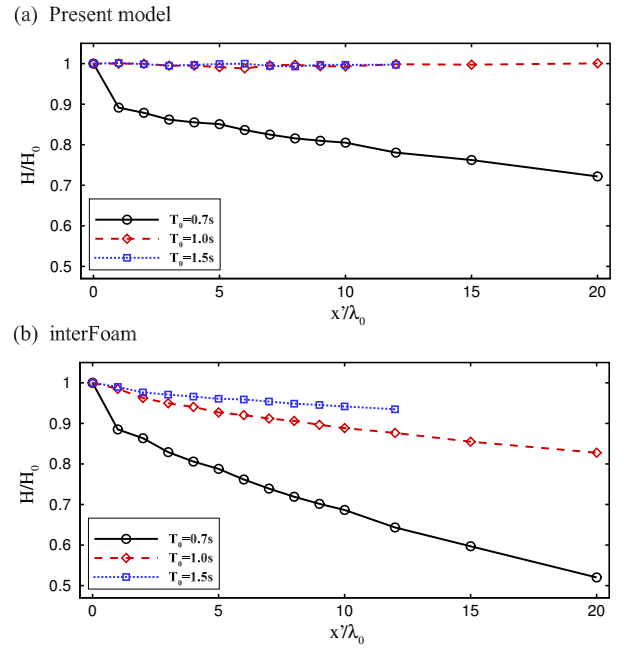 (a) Present model
H/H₀
1
0.9
0.8
0.7
0.6
0.5
T₀=0.7s
T₀=1.0s
T₀=1.5s
0 5 10 15 20
x'/λ₀
(b) interFoam
H/H₀
1
0.9
0.8
0.7
0.6
0.5
T₀=0.7s
T₀=1.0s
T₀=1.5s
0 5 10 15 20
x'/λ₀